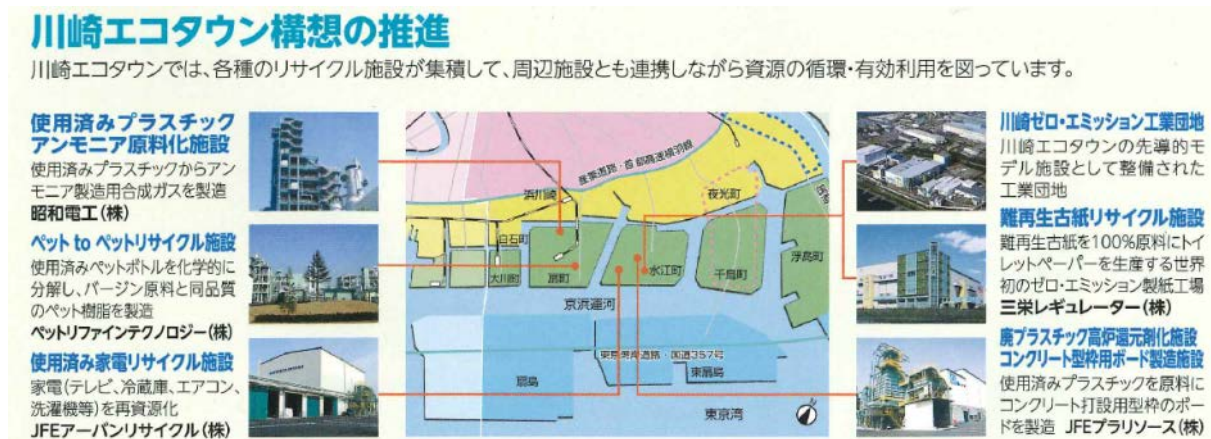 川崎エコタウン構想の推進
川崎エコタウンでは、各種のリサイクル施設が集積して、周辺施設とも連携しながら資源の循環・有効利用を図っています。
使用済みプラスチック
アンモニア原料化施設
使用済みプラスチックからアン
モニア製造用合成ガスを製造
昭和電工(株)
ペット to ペットリサイクル施設
使用済みペットボトルを化学的に
分解し、バージン原料と同品質
のペット樹脂を製造
ペットリファインテクノロジー(株)
使用済み家電リサイクル施設
家電(テレビ、冷蔵庫、エアコン、
洗濯機等)を再資源化
JFEアーバンリサイクル(株)
産業道路・首都高速横羽線
浜川崎
夜光町
白石町
大川町
扇町
水江町
千鳥町
浮島町
京浜運河
東京湾岸道路・国道357号
扇島
東扇島
東京湾
川崎ゼロ・エミッション工業団地
川崎エコタウンの先導的モ
デル施設として整備された
工業団地
難再生古紙リサイクル施設
難再生古紙を100%原料にトイ
レットペーパーを生産する世界
初のゼロ・エミッション製紙工場
三栄レギュレーター(株)
廃プラスチック高炉還元剤化施設
コンクリート型枠用ボード製造施設
使用済みプラスチックを原料に
コンクリート打設用型枠のボー
ドを製造 JFEプラリソース(株)